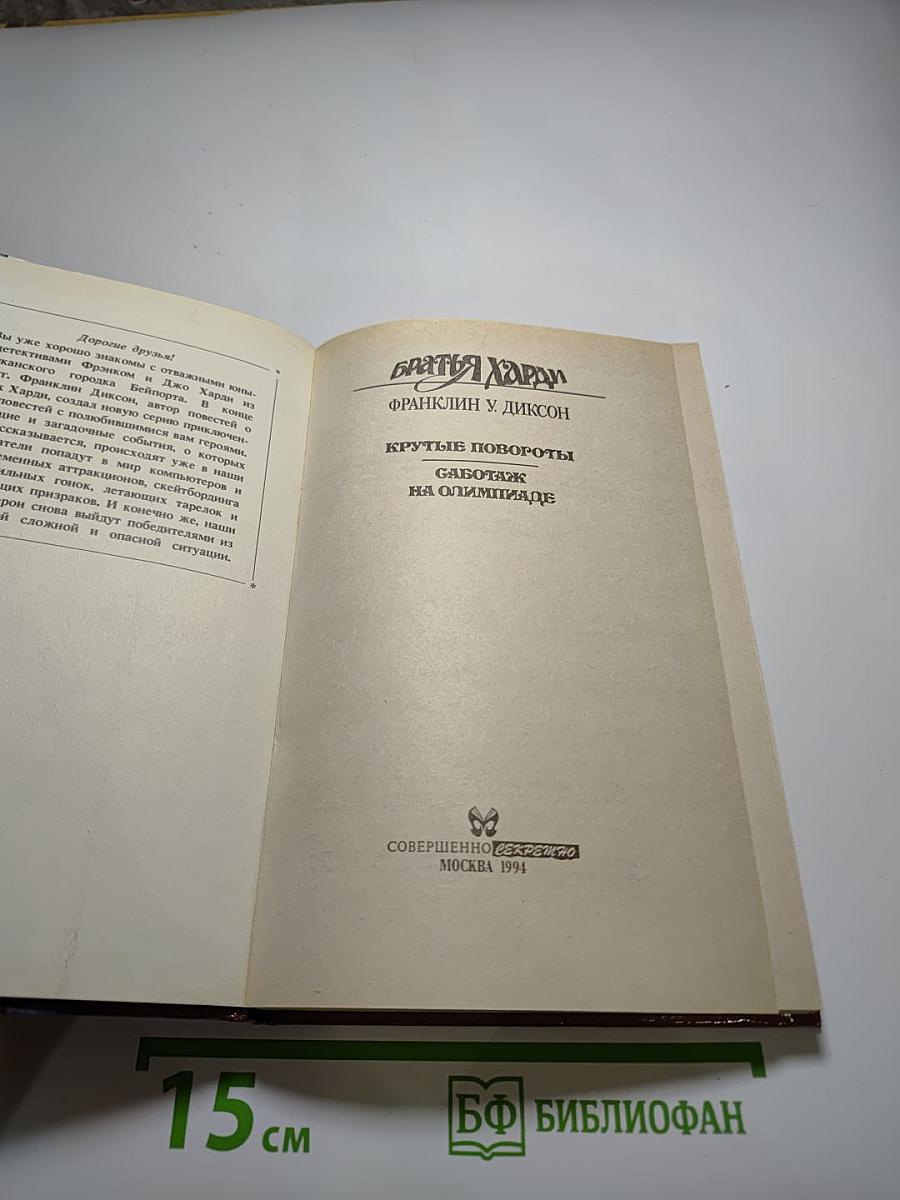 Дорогие друзья!
Вы уже хорошо знакомы с отважными юны-
детективами Фрэнком и Джо Харди из
канского городка Бейпорта. В конце
Франклин Диксон, автор повестей о
Харди, создал новую серию приключен-
повестей с полюбившимися вам героями.
щие и загадочные события, о которых
ссказывается, происходят уже в наши
атели попадут в мир компьютеров и
еменных аттракционов, скейтбординга
ильных гонок, летающих тарелок и
щих призраков. И конечно же, наши
ерои снова выйдут победителями из
ой сложной и опасной ситуации.
БРАТЬЯ ХАРДИ
ФРАНКЛИН У. ДИКСОН
КРУТЫЕ ПОВОРОТЫ
САБОТАЖ
НА ОЛИМПИАДЕ
СОВЕРШЕННО СЕКРЕТНО
МОСКВА 1994
15 см
БФ БИБЛИОФАН